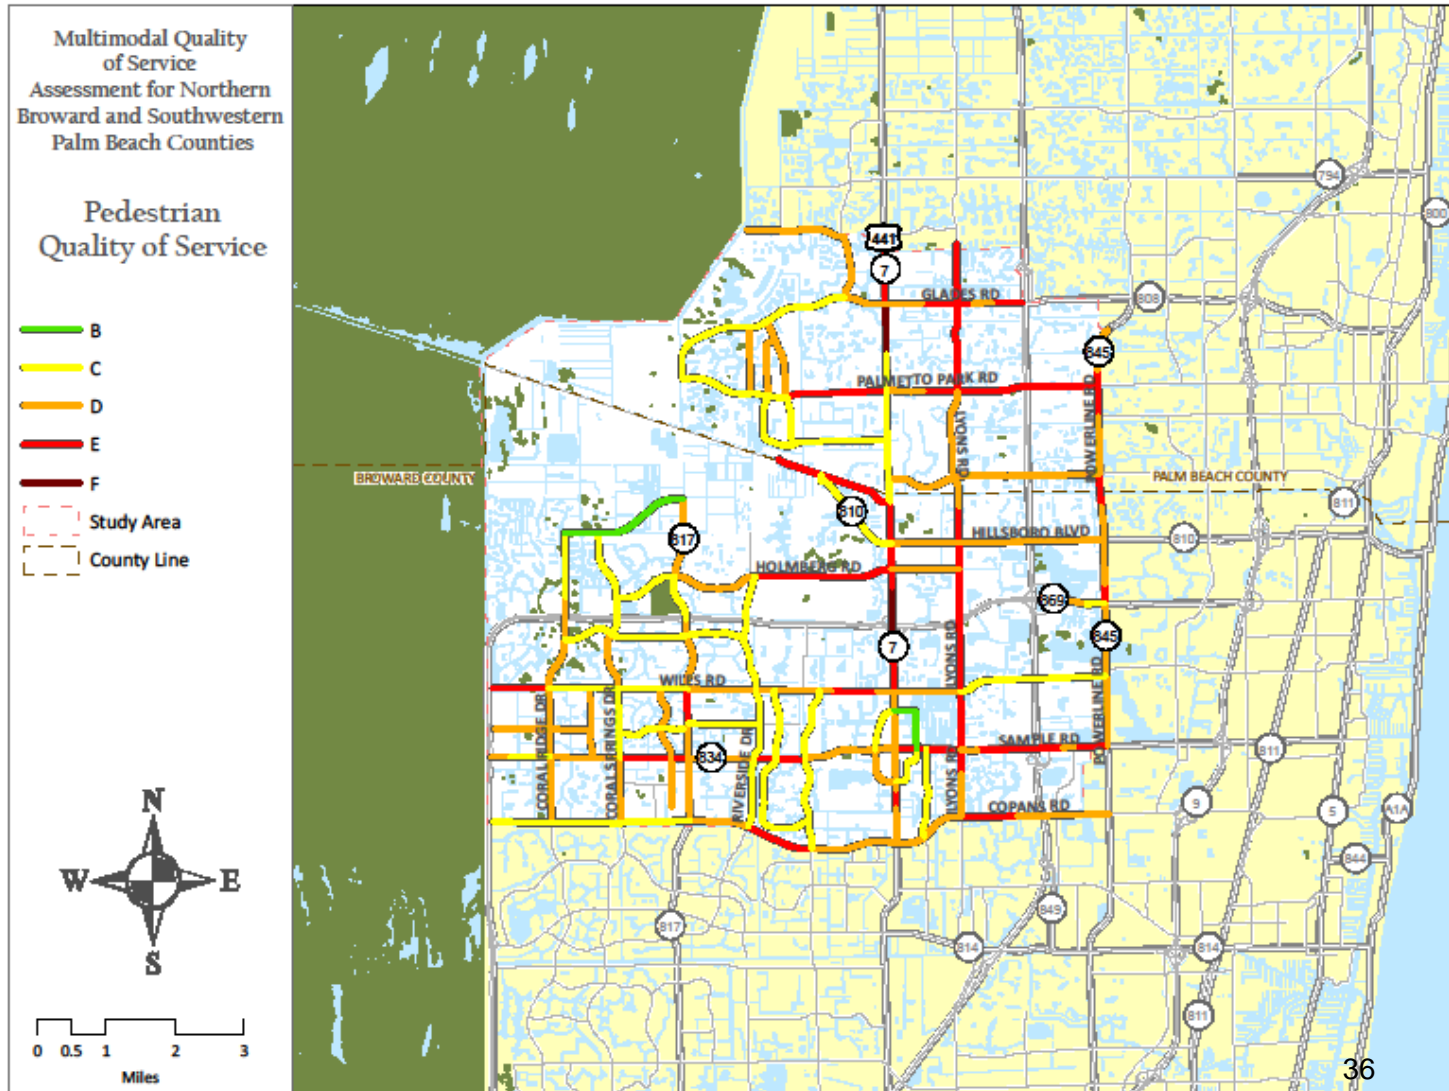 Multimodal Quality
of Service
Assessment for Northern
Broward and Southwestern
Palm Beach Counties
Pedestrian
Quality of Service
B
C
D
E
F
Study Area
County Line
N
W
E
S
0 0.5 1 2 3
Miles
794
800
441
7
GLADES RD
808
845
PALMETTO PARK RD
POWERLINE RD
LYONS RD
BROWARD COUNTY
PALM BEACH COUNTY
811
810
817
HILLSBORO BLVD
810
HOLMBERG RD
869
845
7
LYONS RD
WILES RD
POWERLINE RD
CORAL RIDGE DR
CORAL SPRINGS DR
RIVERSIDE DR
834
SAMPLE RD
811
LYONS RD
COPANS RD
9
5
A1A
844
849
817
814
814
811
36